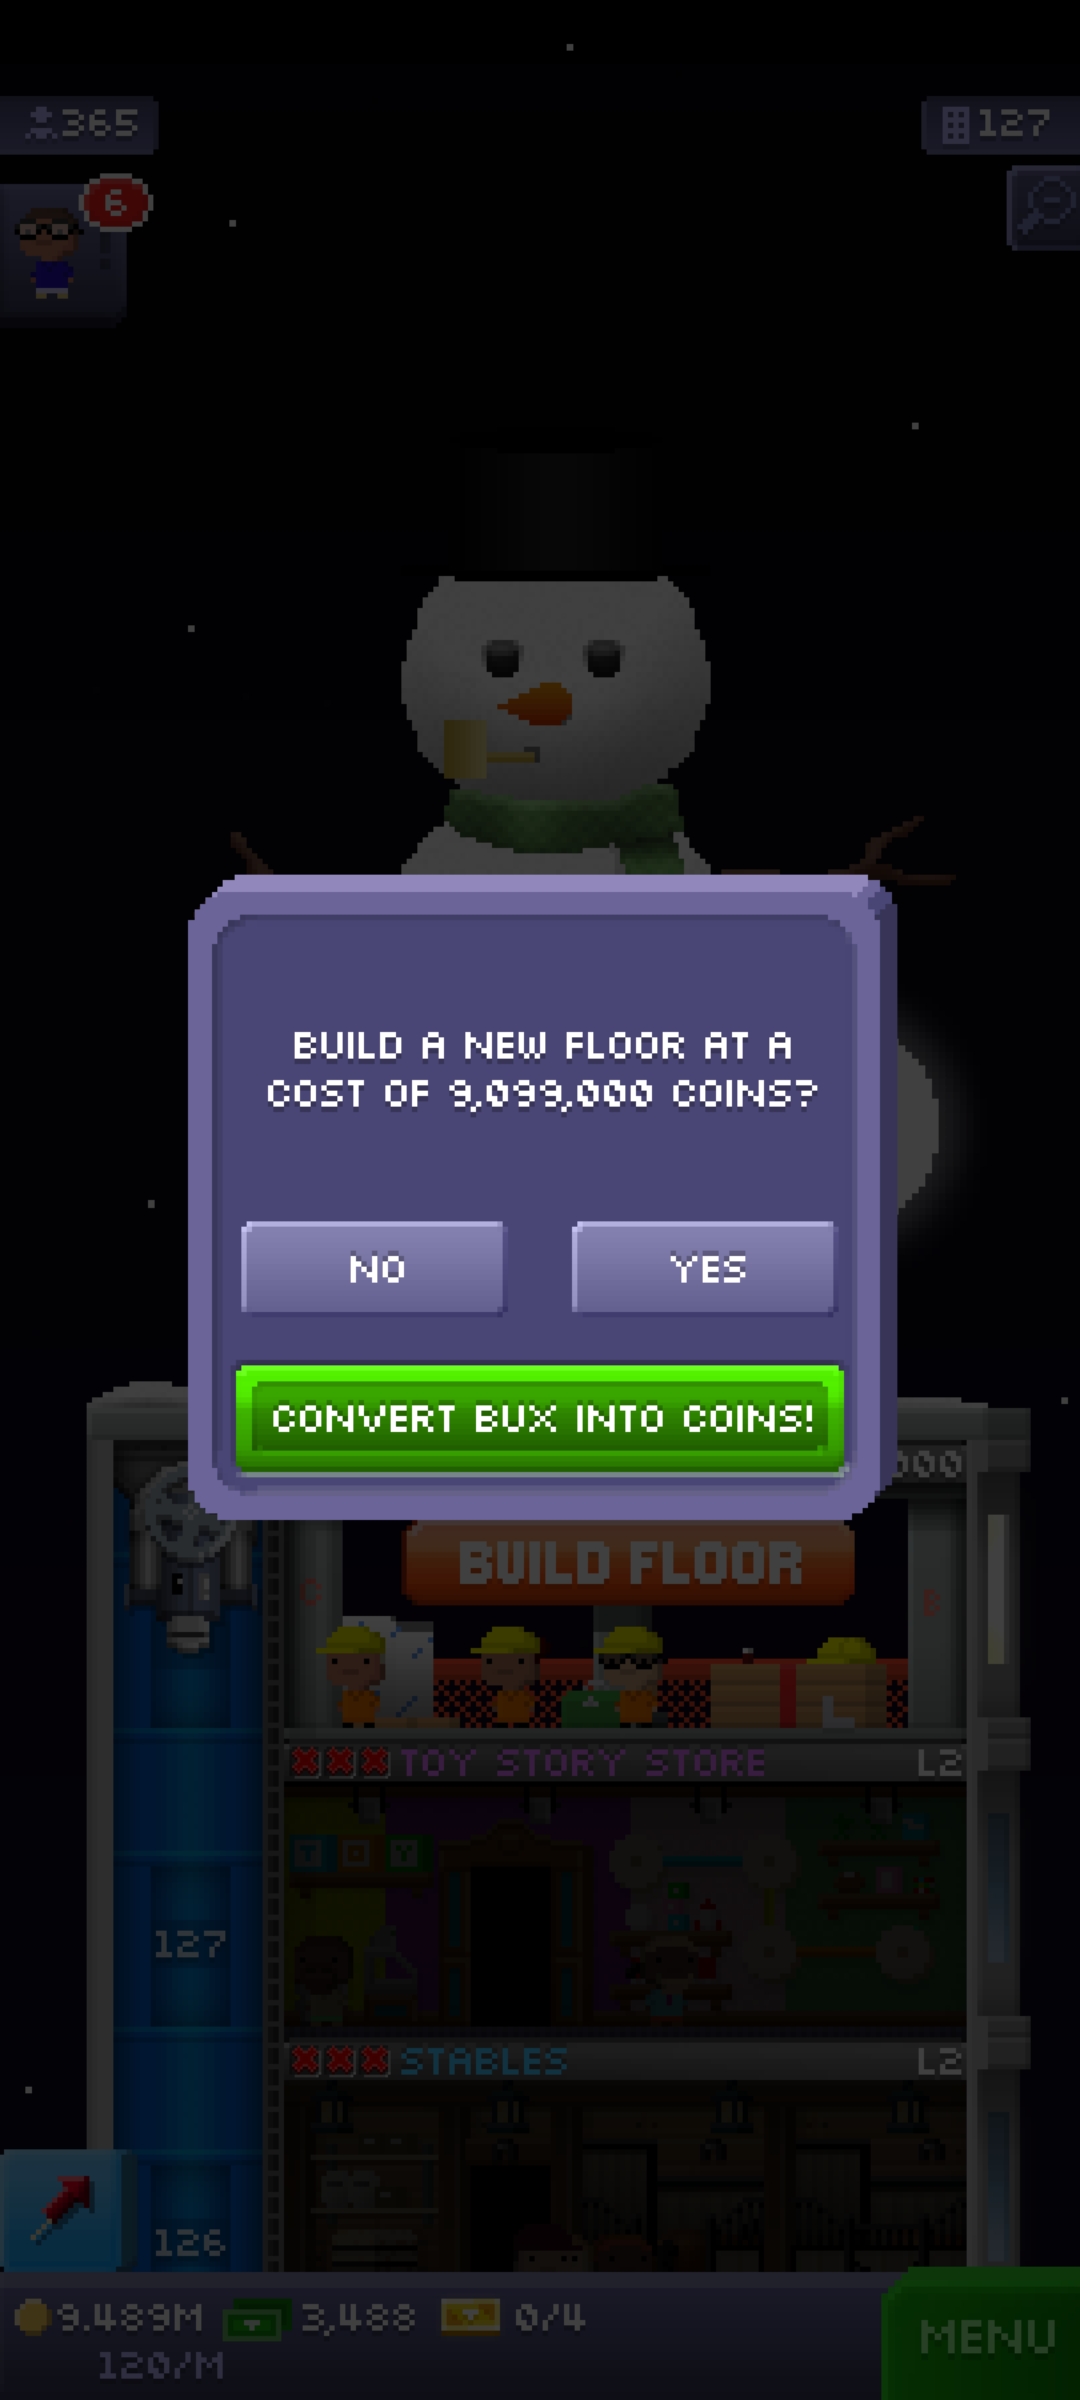 365
127
6
BUILD A NEW FLOOR AT A
COST OF 9,099,000 COINS?
NO
YES
CONVERT BUX INTO COINS!
000
BUILD FLOOR
C
B
L
TOY STORY STORE L2
T O Y
127
STABLES L2
126
9.489M 3,488 0/4
120/M
MENU